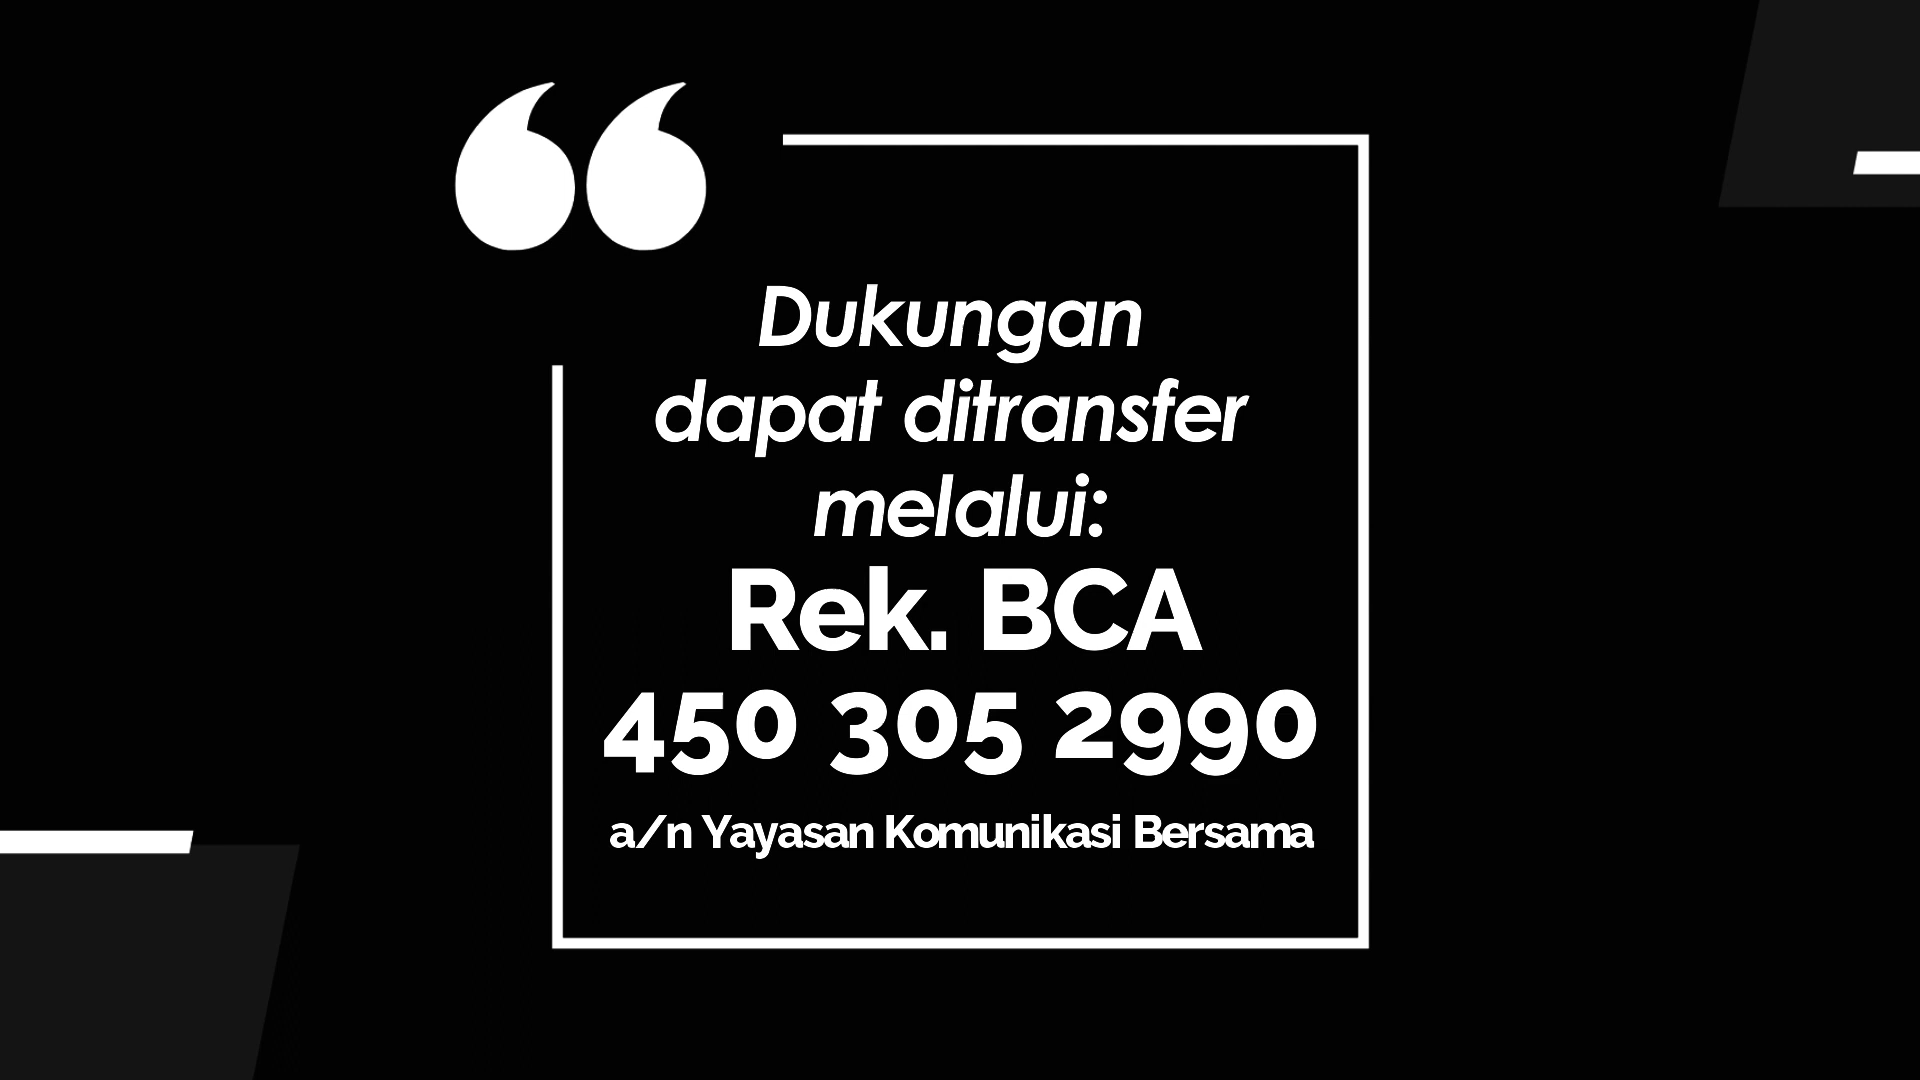 Dukungan
dapat ditransfer
melalui:
Rek. BCA
450 305 2990
a/n Yayasan Komunikasi Bersama